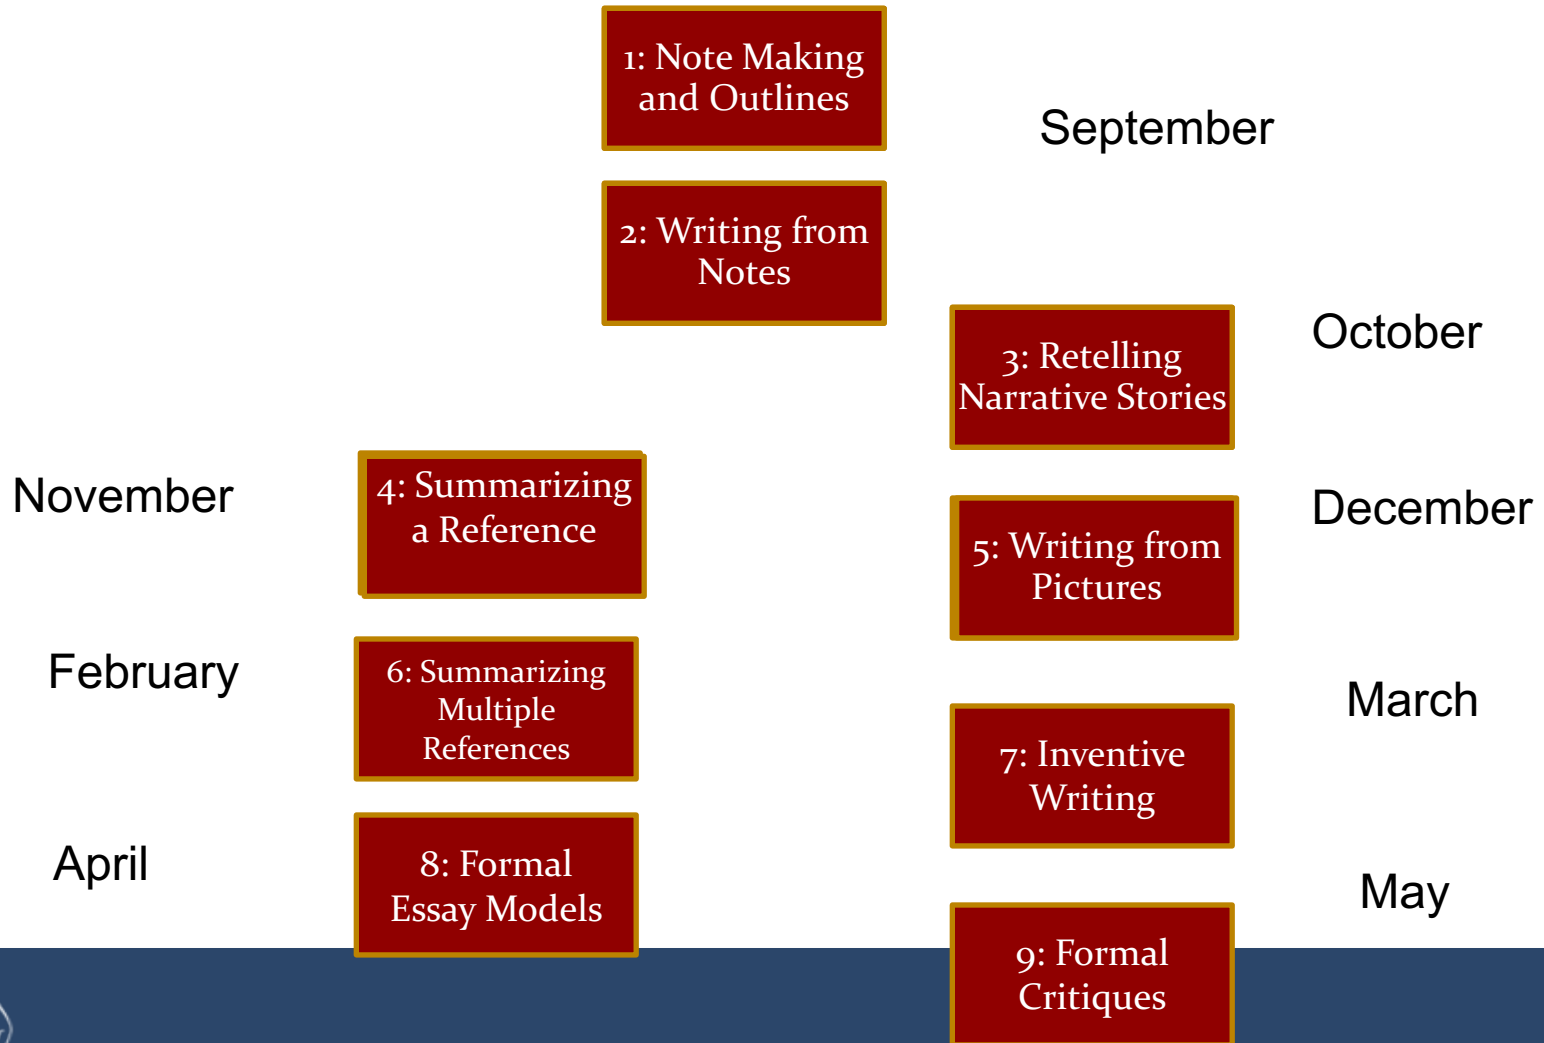 1: Note Making
and Outlines
September
2: Writing from
Notes
October
3: Retelling
Narrative Stories
November
4: Summarizing
a Reference
December
5: Writing from
Pictures
February
6: Summarizing
Multiple
References
March
7: Inventive
Writing
April
8: Formal
Essay Models
May
9: Formal
Critiques